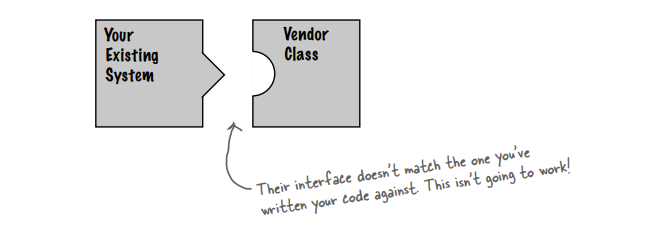 Your
Existing
System
Vendor
Class
Their interface doesn't match the one you've
written your code against. This isn't going to work!